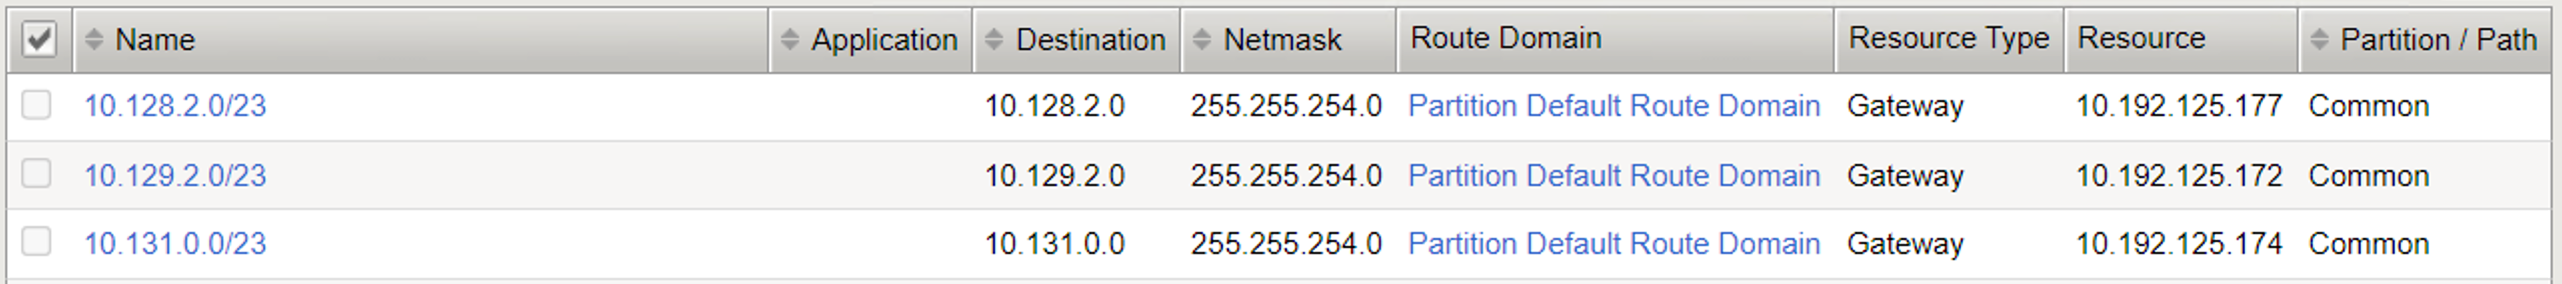 Name Application Destination Netmask Route Domain Resource Type Resource Partition / Path
10.128.2.0/23 10.128.2.0 255.255.254.0 Partition Default Route Domain Gateway 10.192.125.177 Common
10.129.2.0/23 10.129.2.0 255.255.254.0 Partition Default Route Domain Gateway 10.192.125.172 Common
10.131.0.0/23 10.131.0.0 255.255.254.0 Partition Default Route Domain Gateway 10.192.125.174 Common